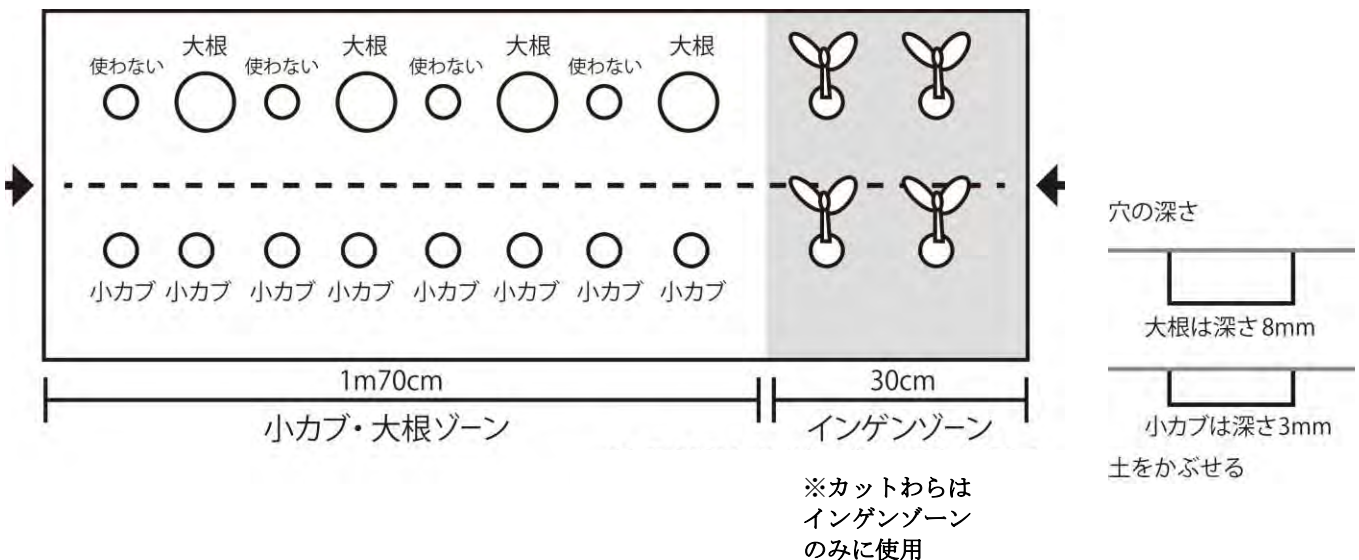 大根 大根 大根 大根
使わない 使わない 使わない 使わない
小カブ 小カブ 小カブ 小カブ 小カブ 小カブ 小カブ 小カブ
1m70cm
小カブ・大根ゾーン
30cm
インゲンゾーン
※カットわらは
インゲンゾーン
のみに使用
穴の深さ
大根は深さ8mm
小カブは深さ3mm
土をかぶせる